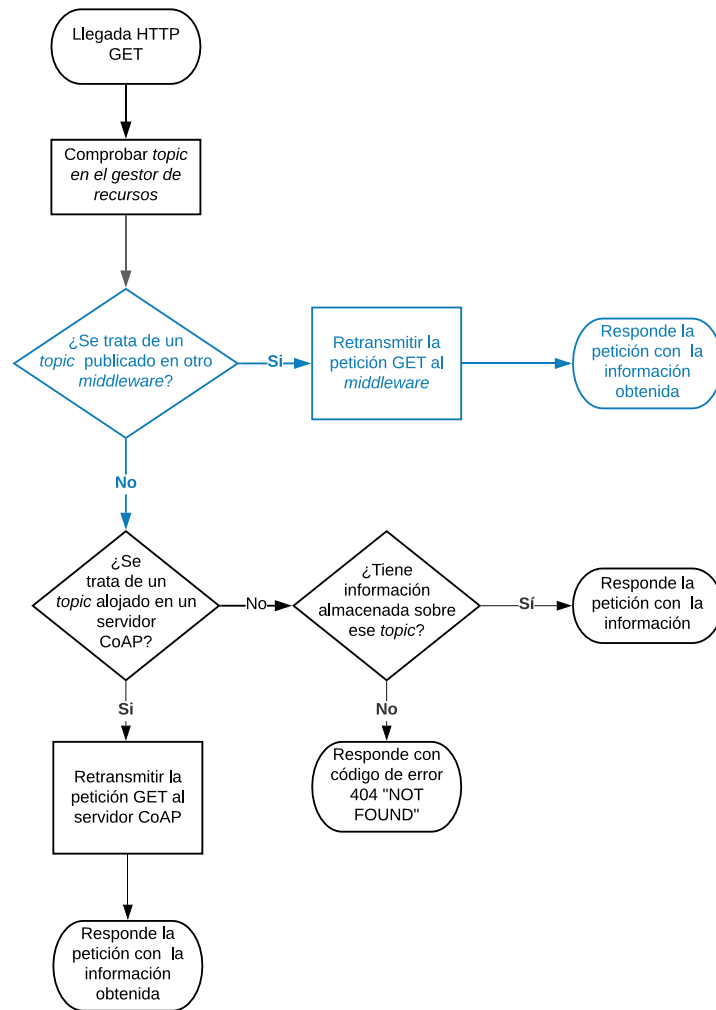 Llegada HTTP
GET
Comprobar topic
en el gestor de
recursos
¿Se trata de un
topic publicado en otro
middleware?
Si
Retransmitir la
petición GET al
middleware
Responde la
petición con la
información
obtenida
No
¿Se
trata de un
topic alojado en un
servidor
CoAP?
No
¿Tiene
información
almacenada sobre
ese topic?
Sí
Responde la
petición con la
información
Si
No
Retransmitir la
petición GET al
servidor CoAP
Responde con
código de error
404 "NOT
FOUND"
Responde la
petición con la
información
obtenida